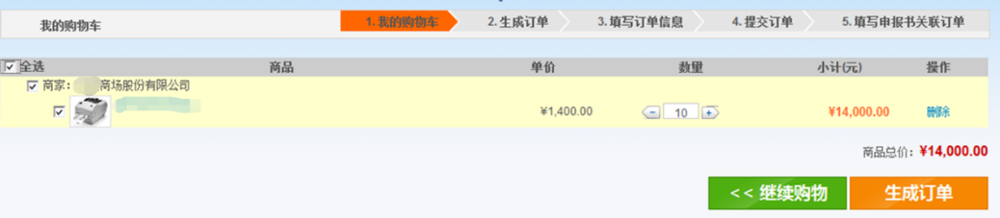 我的购物车 1. 我的购物车 2. 生成订单 3. 填写订单信息 4. 提交订单 5. 填写申报书关联订单
全选 商品 单价 数量 小计(元) 操作
商家: 商场股份有限公司
¥1,400.00 10 ¥14,000.00 删除
商品总价: ¥14,000.00
<< 继续购物 生成订单